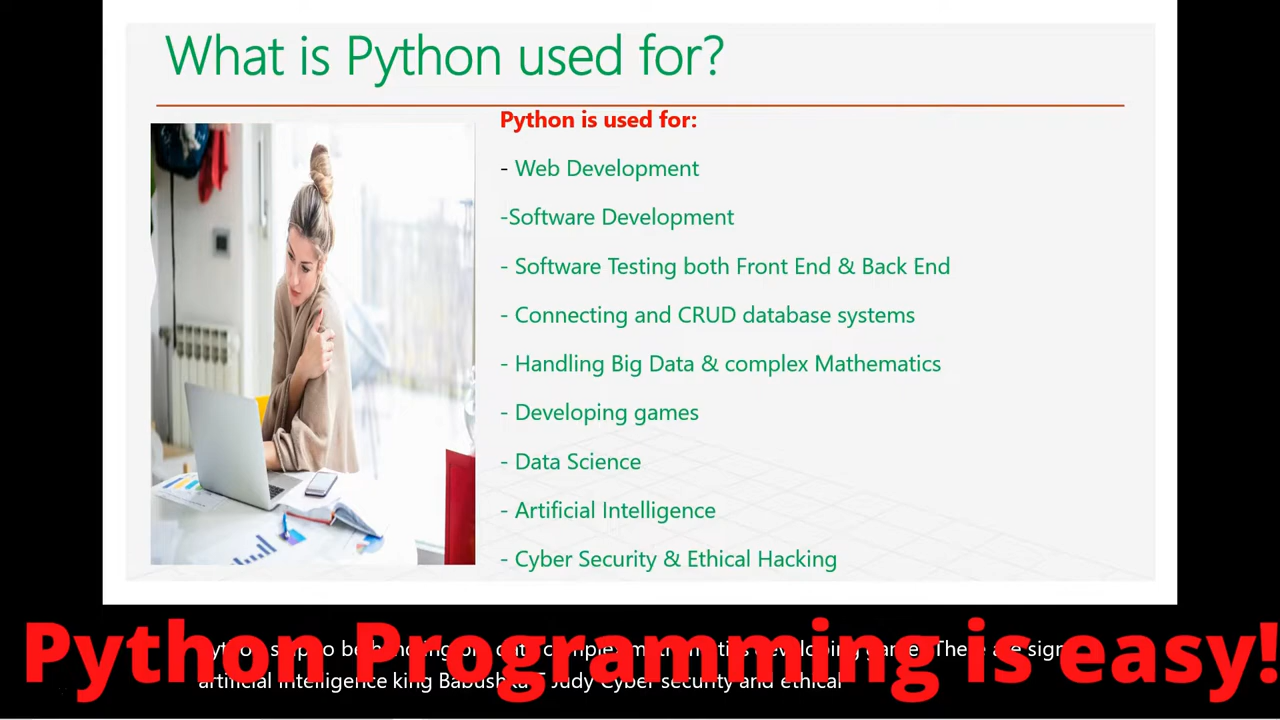 What is Python used for?
Python is used for:
- Web Development
-Software Development
- Software Testing both Front End & Back End
- Connecting and CRUD database systems
- Handling Big Data & complex Mathematics
- Developing games
- Data Science
- Artificial Intelligence
- Cyber Security & Ethical Hacking
Python Programming is easy!
artificial intelligence king Babushka Cyber security and ethical